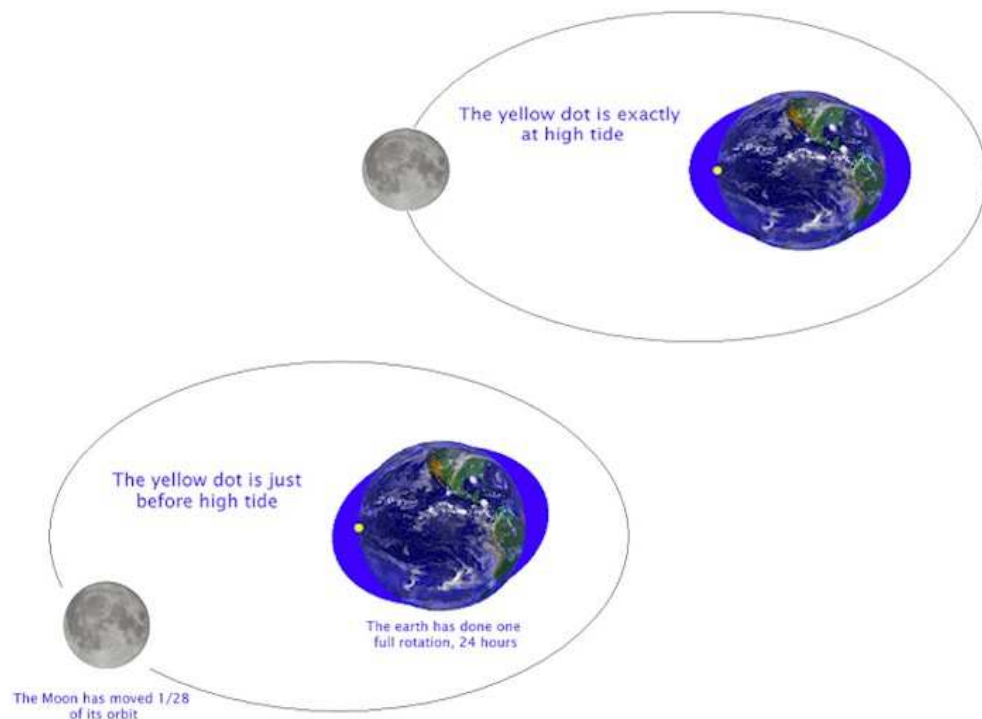 The yellow dot is exactly
at high tide
The yellow dot is just
before high tide
The earth has done one
full rotation, 24 hours
The Moon has moved 1/28
of its orbit